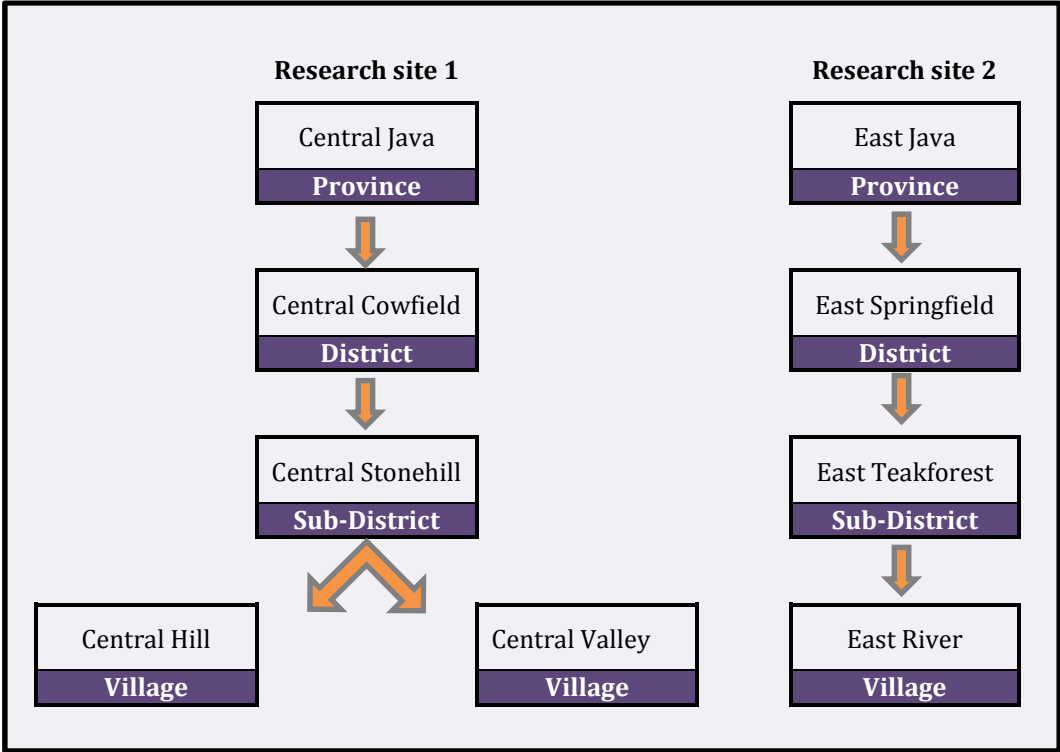 Research site 1
Research site 2
Central Java
Province
East Java
Province
Central Cowfield
District
East Springfield
District
Central Stonehill
Sub-District
East Teakforest
Sub-District
Central Hill
Village
Central Valley
Village
East River
Village